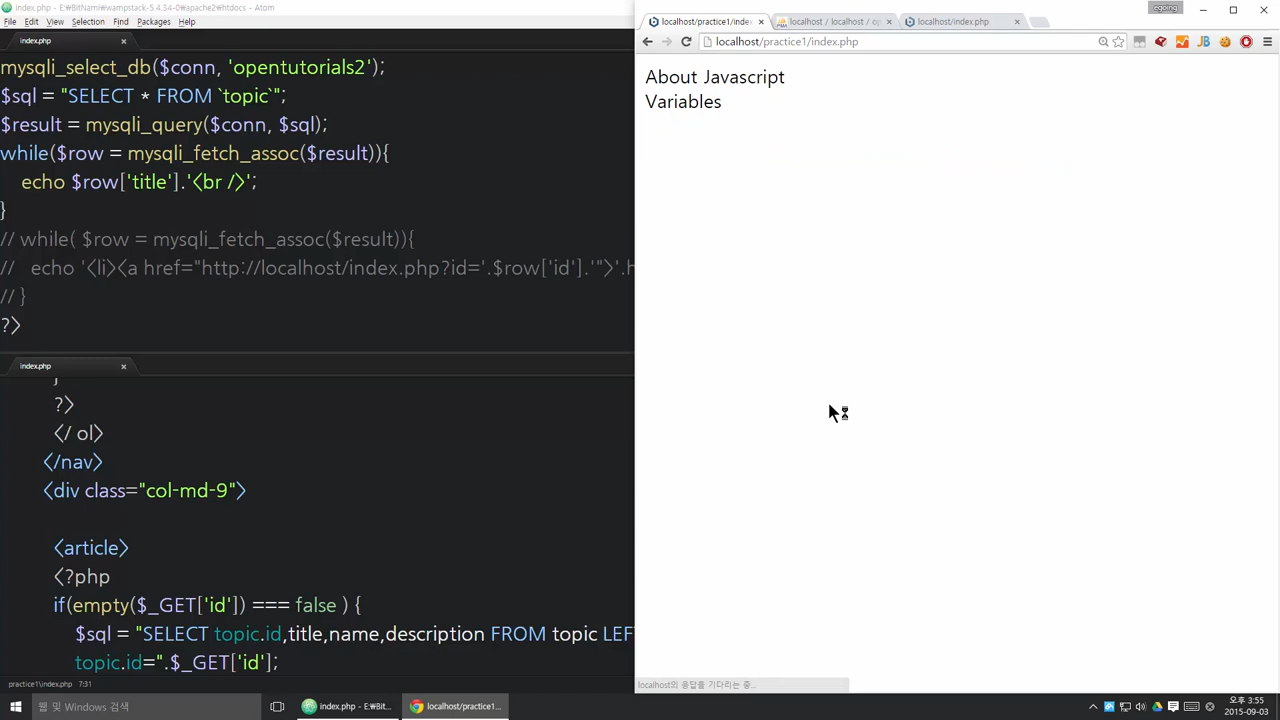 index.php - E:₩BitNami₩wampstack-5.4.34-0₩apache2₩htdocs - Atom
File Edit View Selection Find Packages Help
index.php
mysqli_select_db($conn, 'opentutorials2');
$sql = "SELECT * FROM `topic`";
$result = mysqli_query($conn, $sql);
while($row = mysqli_fetch_assoc($result)){
echo $row['title'].'<br />';
}
// while( $row = mysqli_fetch_assoc($result)){
// echo '<li><a href="http://localhost/index.php?id='.$row['id'].'">'.h
// }
?>
index.php
}
?>
</ ol>
</nav>
<div class="col-md-9">
<article>
<?php
if(empty($_GET['id']) === false ) {
$sql = "SELECT topic.id,title,name,description FROM topic LEF
topic.id=".$_GET['id'];
practice1\index.php 7:31
egoing
localhost/practice1/index
localhost / localhost / op
localhost/index.php
localhost/practice1/index.php
About Javascript
Variables
localhost의 응답을 기다리는 중...
웹 및 Windows 검색
index.php - E:₩Bit...
localhost/practice1...
오후 3:55
2015-09-03